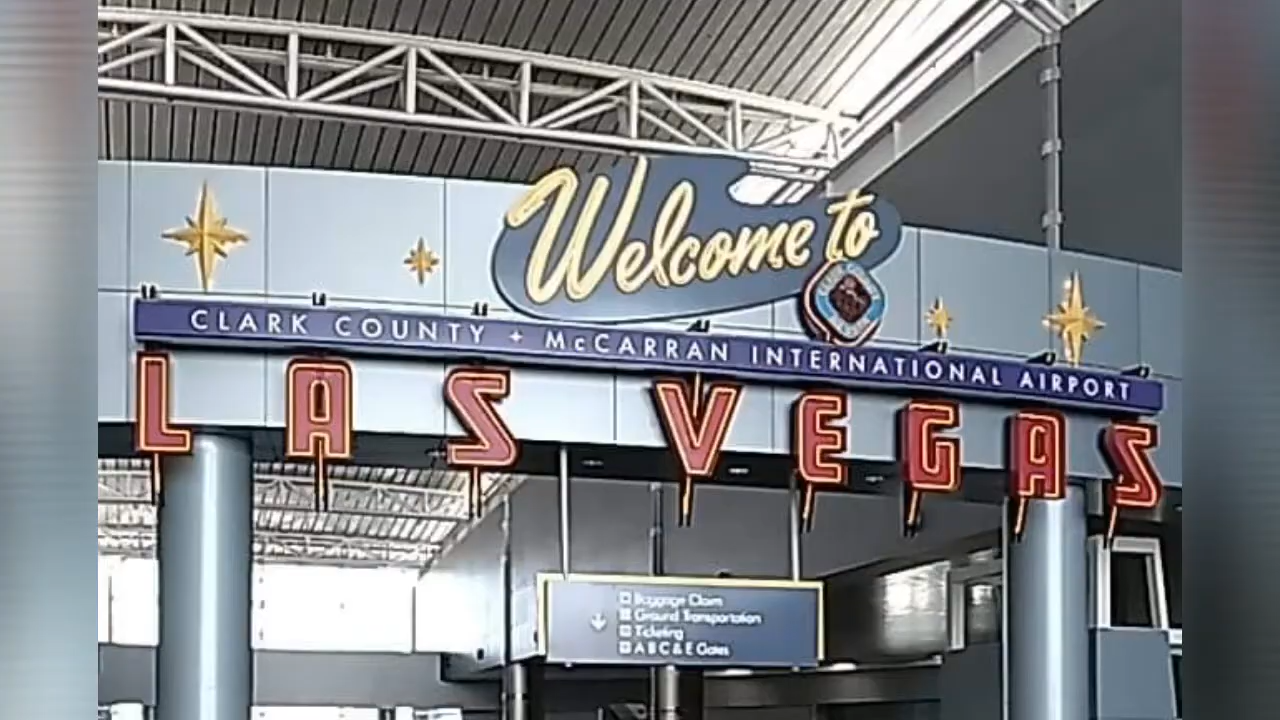 Welcome to
CLARK COUNTY ✦ McCARRAN INTERNATIONAL AIRPORT
LAS VEGAS
Baggage Claim
Ground Transportation
Ticketing
A B C & E Gates